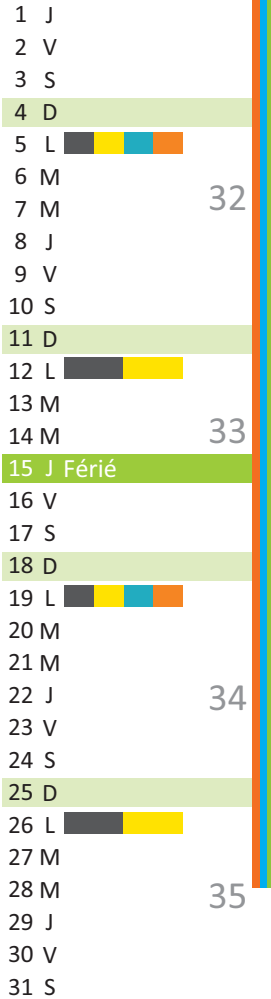 1 J
2 V
3 S
4 D
5 L
6 M
32
7 M
8 J
9 V
10 S
11 D
12 L
13 M
14 M 33
15 J Férié
16 V
17 S
18 D
19 L
20 M
21 M
22 J 34
23 V
24 S
25 D
26 L
27 M
28 M 35
29 J
30 V
31 S